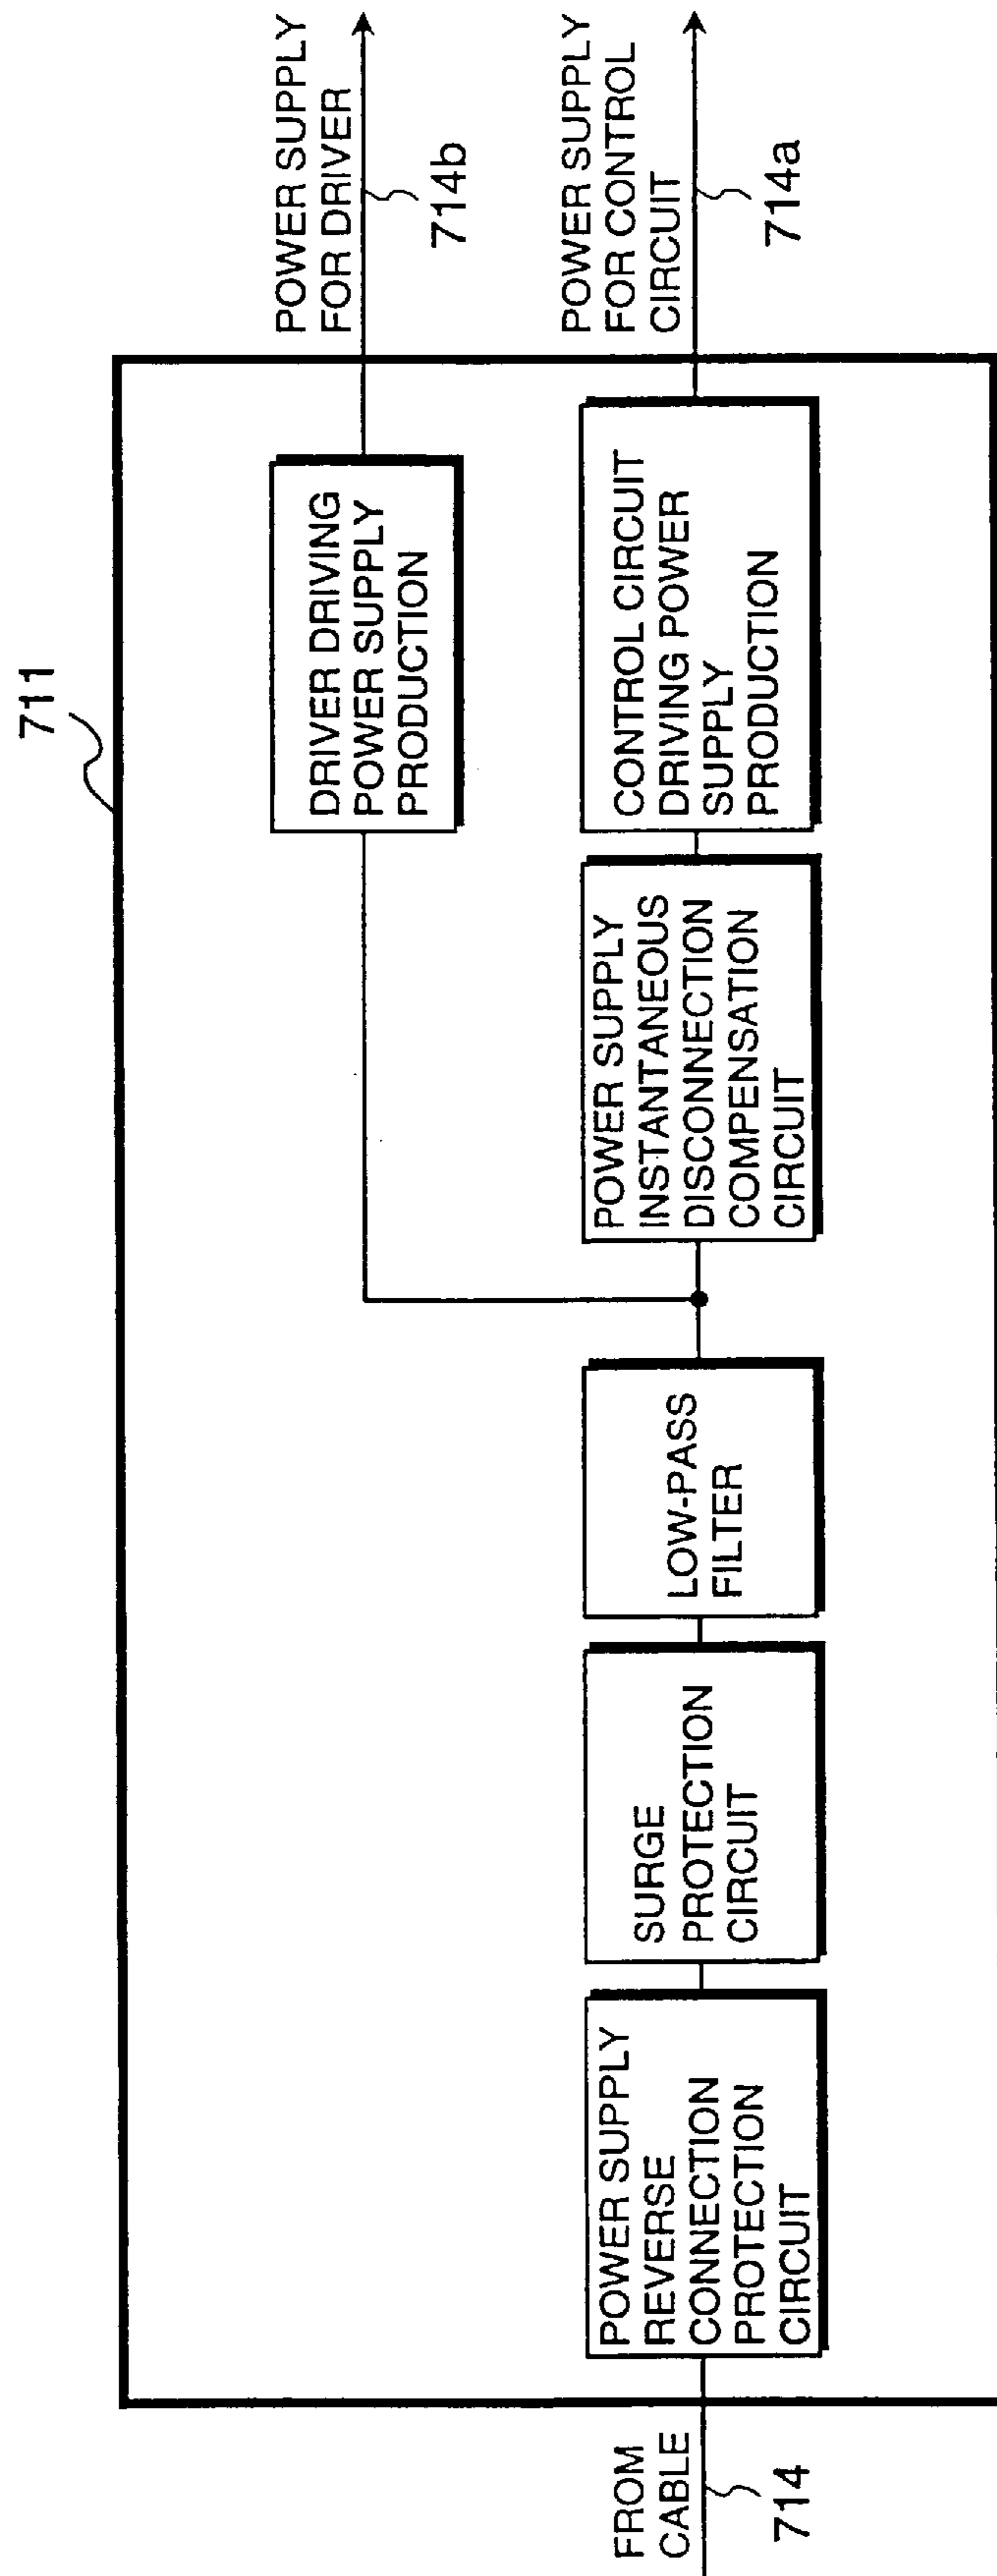 711
FROM
CABLE
714
POWER SUPPLY
REVERSE
CONNECTION
PROTECTION
CIRCUIT
SURGE
PROTECTION
CIRCUIT
LOW-PASS
FILTER
POWER SUPPLY
INSTANTANEOUS
DISCONNECTION
COMPENSATION
CIRCUIT
DRIVER DRIVING
POWER SUPPLY
PRODUCTION
CONTROL CIRCUIT
DRIVING POWER
SUPPLY
PRODUCTION
POWER SUPPLY
FOR DRIVER
714b
POWER SUPPLY
FOR CONTROL
CIRCUIT
714a